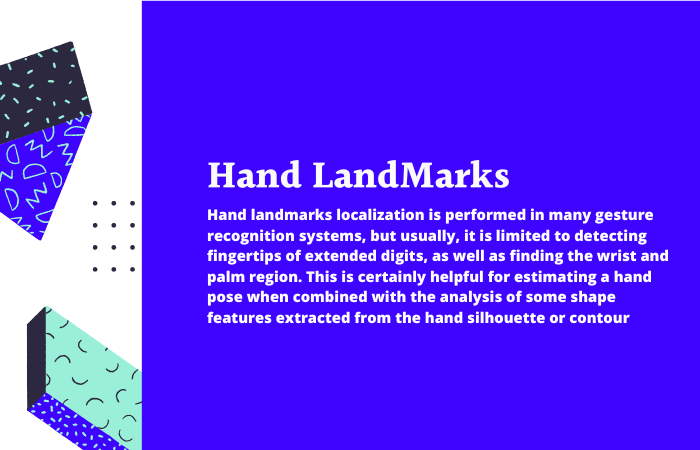 Hand LandMarks
Hand landmarks localization is performed in many gesture
recognition systems, but usually, it is limited to detecting
fingertips of extended digits, as well as finding the wrist and
palm region. This is certainly helpful for estimating a hand
pose when combined with the analysis of some shape
features extracted from the hand silhouette or contour